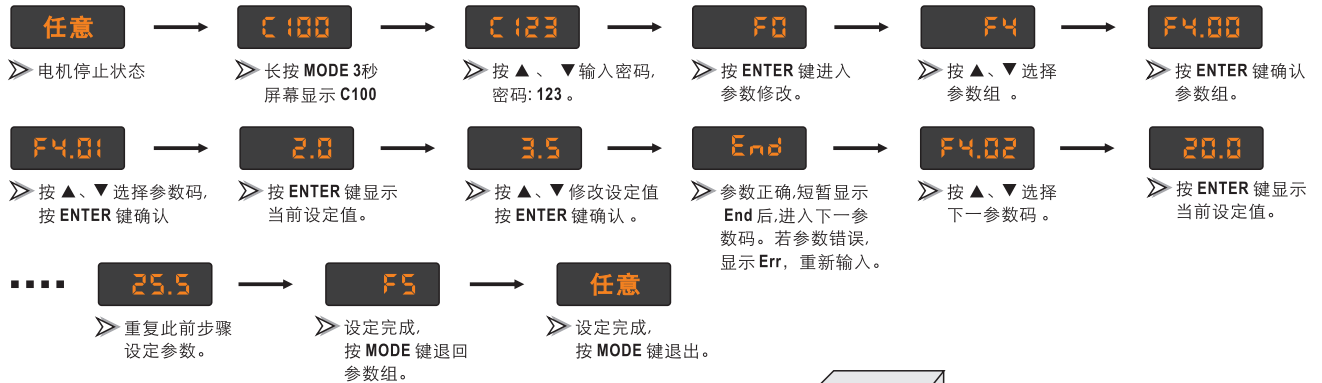 任意
C100
C123
F0
F4
F4.00
电机停止状态
长按 MODE 3秒
屏幕显示 C100
按 ▲、▼输入密码,
密码: 123 。
按 ENTER 键进入
参数修改。
按 ▲、▼ 选择
参数组 。
按 ENTER 键确认
参数组。
F4.01
2.0
3.5
End
F4.02
20.0
按 ▲、▼ 选择参数码,
按 ENTER 键确认
按 ENTER 键显示
当前设定值。
按 ▲、▼ 修改设定值
按 ENTER 键确认 。
参数正确,短暂显示
End 后,进入下一参
数码。若参数错误,
显示 Err，重新输入。
按 ▲、▼ 选择
下一参数码 。
按 ENTER 键显示
当前设定值。
25.5
F5
任意
重复此前步骤
设定参数。
设定完成,
按 MODE 键退回
参数组。
设定完成,
按 MODE 键退出。